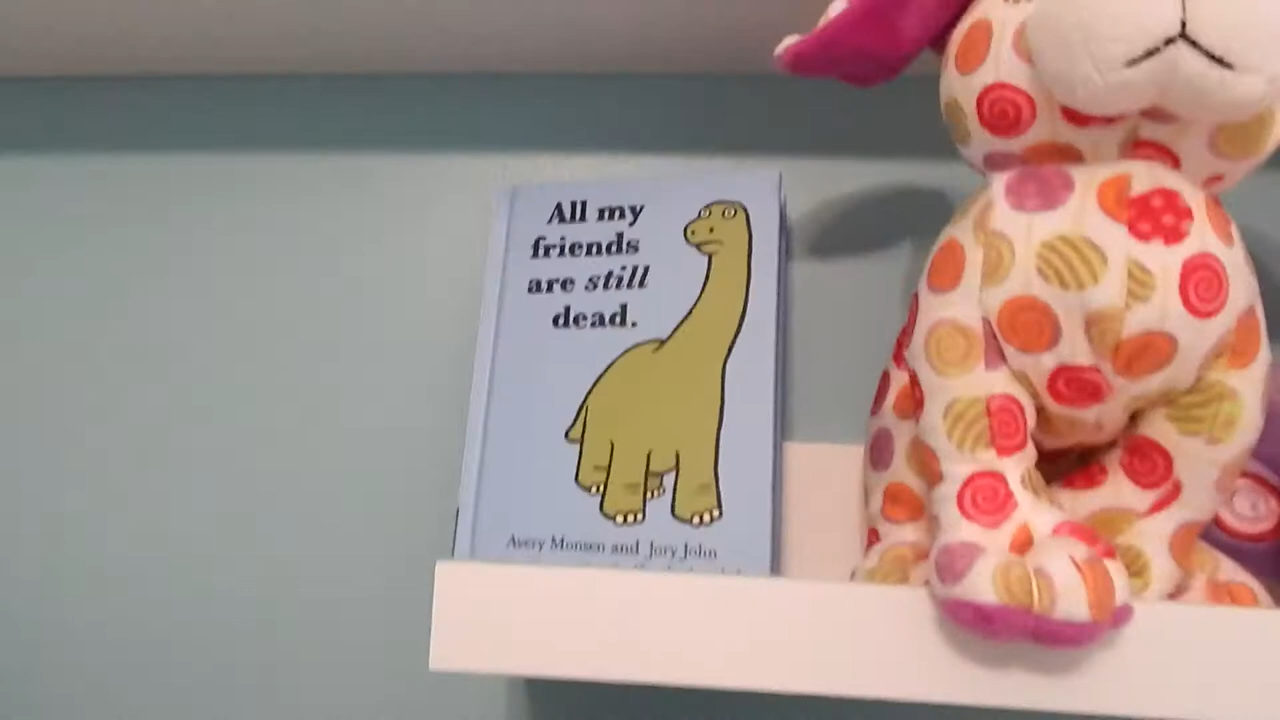 All my
friends
are still
dead.
Avery Monsen and Jory John